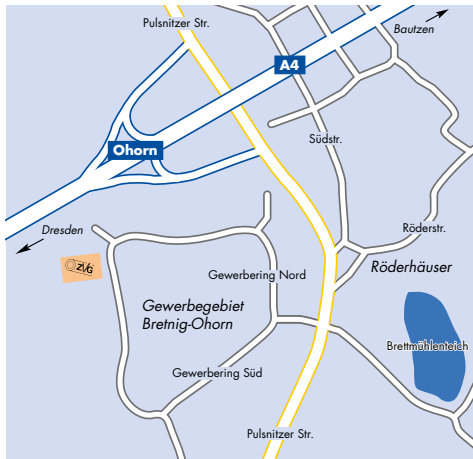 Pulsnitzer Str.
Bautzen
A4
Ohorn
Südstr.
Dresden
Röderstr.
ZVG
Gewerbering Nord
Röderhäuser
Gewerbegebiet
Bretnig-Ohorn
Brettmühlenteich
Gewerbering Süd
Pulsnitzer Str.